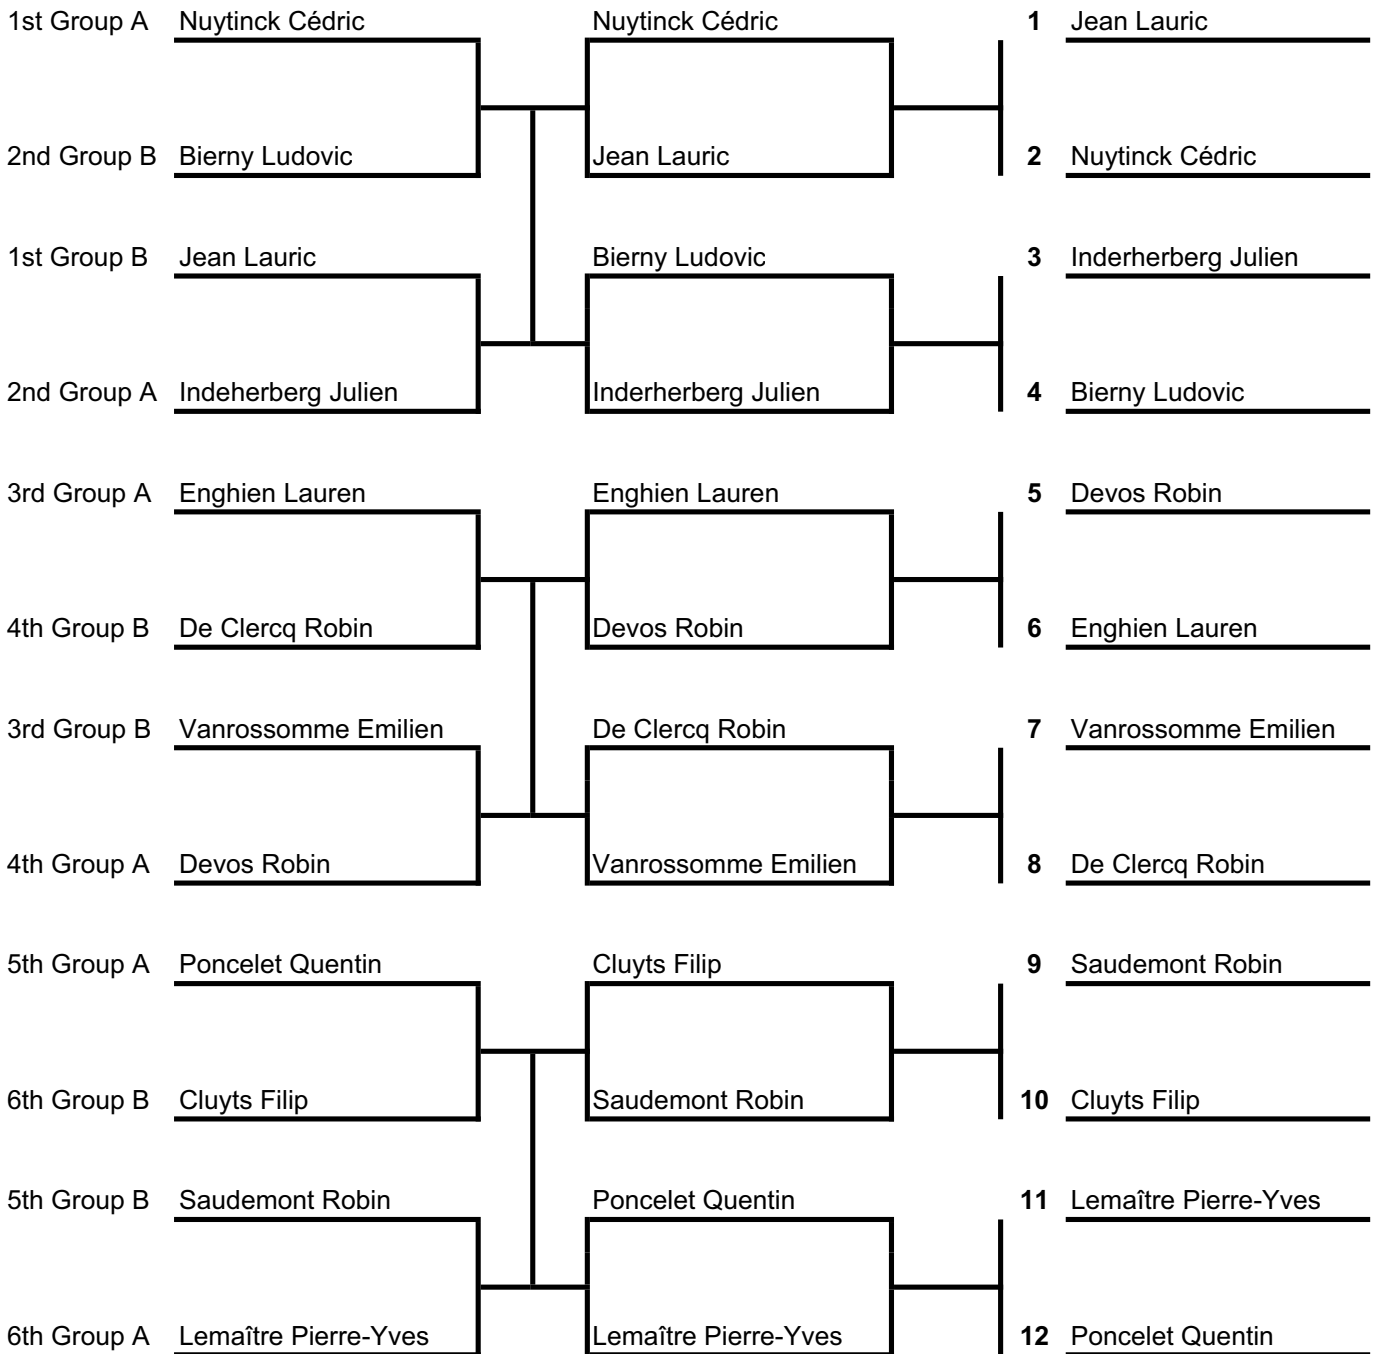 1st Group A Nuytinck Cédric Nuytinck Cédric 1 Jean Lauric
2nd Group B Bierny Ludovic Jean Lauric 2 Nuytinck Cédric
1st Group B Jean Lauric Bierny Ludovic 3 Inderherberg Julien
2nd Group A Indeherberg Julien Inderherberg Julien 4 Bierny Ludovic
3rd Group A Enghien Lauren Enghien Lauren 5 Devos Robin
4th Group B De Clercq Robin Devos Robin 6 Enghien Lauren
3rd Group B Vanrossomme Emilien De Clercq Robin 7 Vanrossomme Emilien
4th Group A Devos Robin Vanrossomme Emilien 8 De Clercq Robin
5th Group A Poncelet Quentin Cluyts Filip 9 Saudemont Robin
6th Group B Cluyts Filip Saudemont Robin 10 Cluyts Filip
5th Group B Saudemont Robin Poncelet Quentin 11 Lemaître Pierre-Yves
6th Group A Lemaître Pierre-Yves Lemaître Pierre-Yves 12 Poncelet Quentin